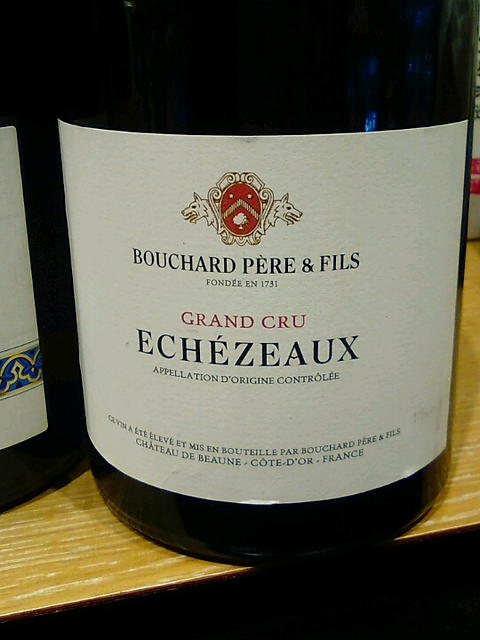 BOUCHARD PÈRE & FILS
FONDÉE EN 1731
GRAND CRU
ECHÉZEAUX
APPELLATION D'ORIGINE CONTRÔLÉE
CE VIN A ÉTÉ ÉLEVÉ ET MIS EN BOUTEILLE PAR BOUCHARD PÈRE & FILS
CHÂTEAU DE BEAUNE - CÔTE-D'OR - FRANCE